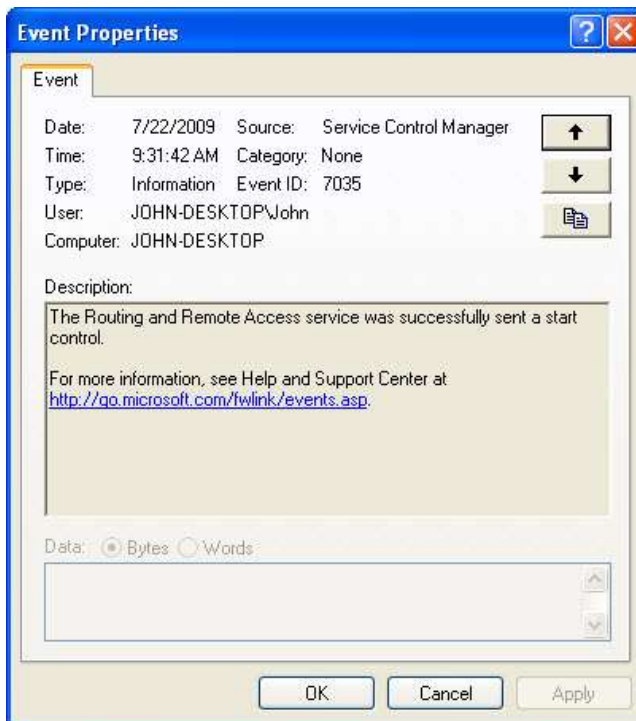 Event Properties
Event
Date: 7/22/2009 Source: Service Control Manager
Time: 9:31:42 AM Category: None
Type: Information Event ID: 7035
User: JOHN-DESKTOP\John
Computer: JOHN-DESKTOP
Description:
The Routing and Remote Access service was successfully sent a start
control.
For more information, see Help and Support Center at
http://go.microsoft.com/fwlink/events.asp.
Data: Bytes Words
OK Cancel Apply